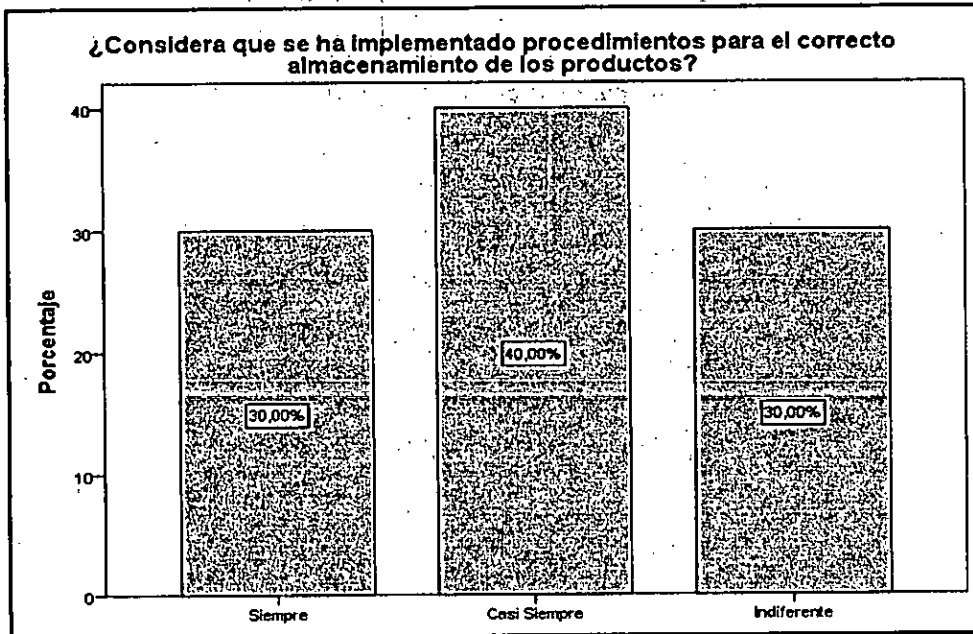 ¿Considera que se ha implementado procedimientos para el correcto
almacenamiento de los productos?
Porcentaje
40
30
20
10
0
30,00%
40,00%
30,00%
Siempre
Casi Siempre
Indiferente